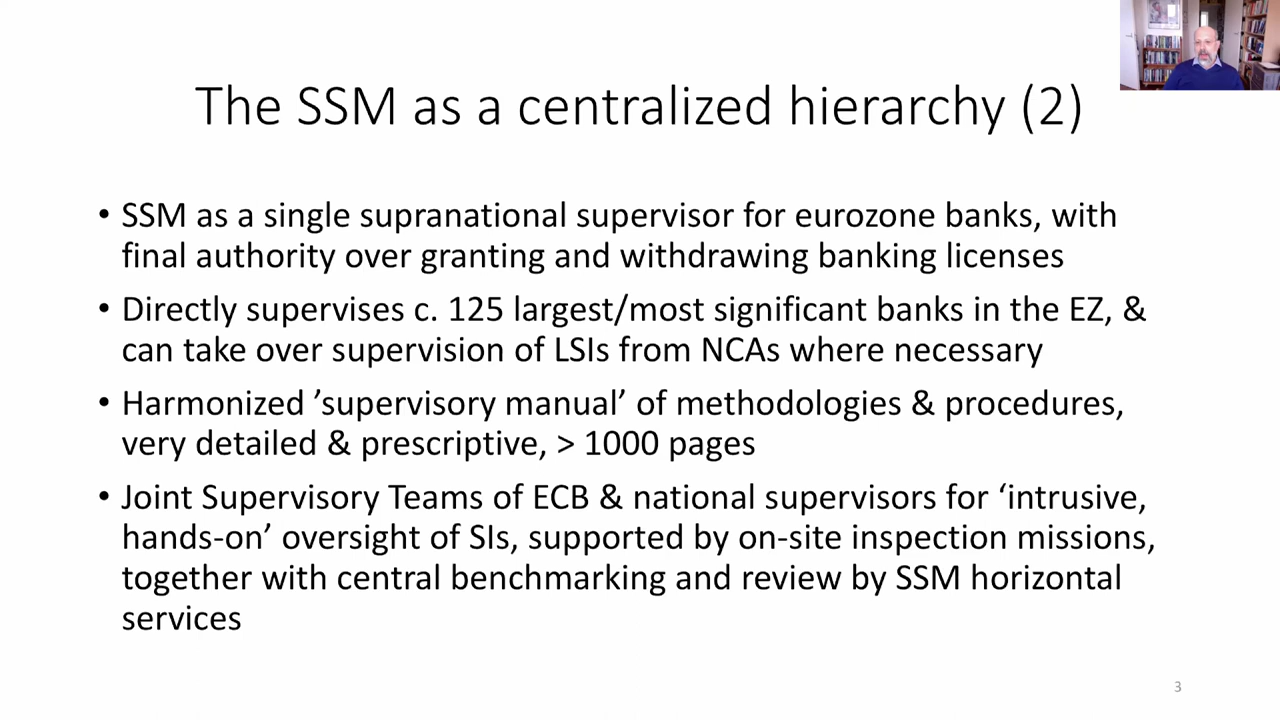 The SSM as a centralized hierarchy (2)
• SSM as a single supranational supervisor for eurozone banks, with
final authority over granting and withdrawing banking licenses
• Directly supervises c. 125 largest/most significant banks in the EZ, &
can take over supervision of LSIs from NCAs where necessary
• Harmonized ’supervisory manual’ of methodologies & procedures,
very detailed & prescriptive, > 1000 pages
• Joint Supervisory Teams of ECB & national supervisors for ‘intrusive,
hands-on’ oversight of SIs, supported by on-site inspection missions,
together with central benchmarking and review by SSM horizontal
services
3